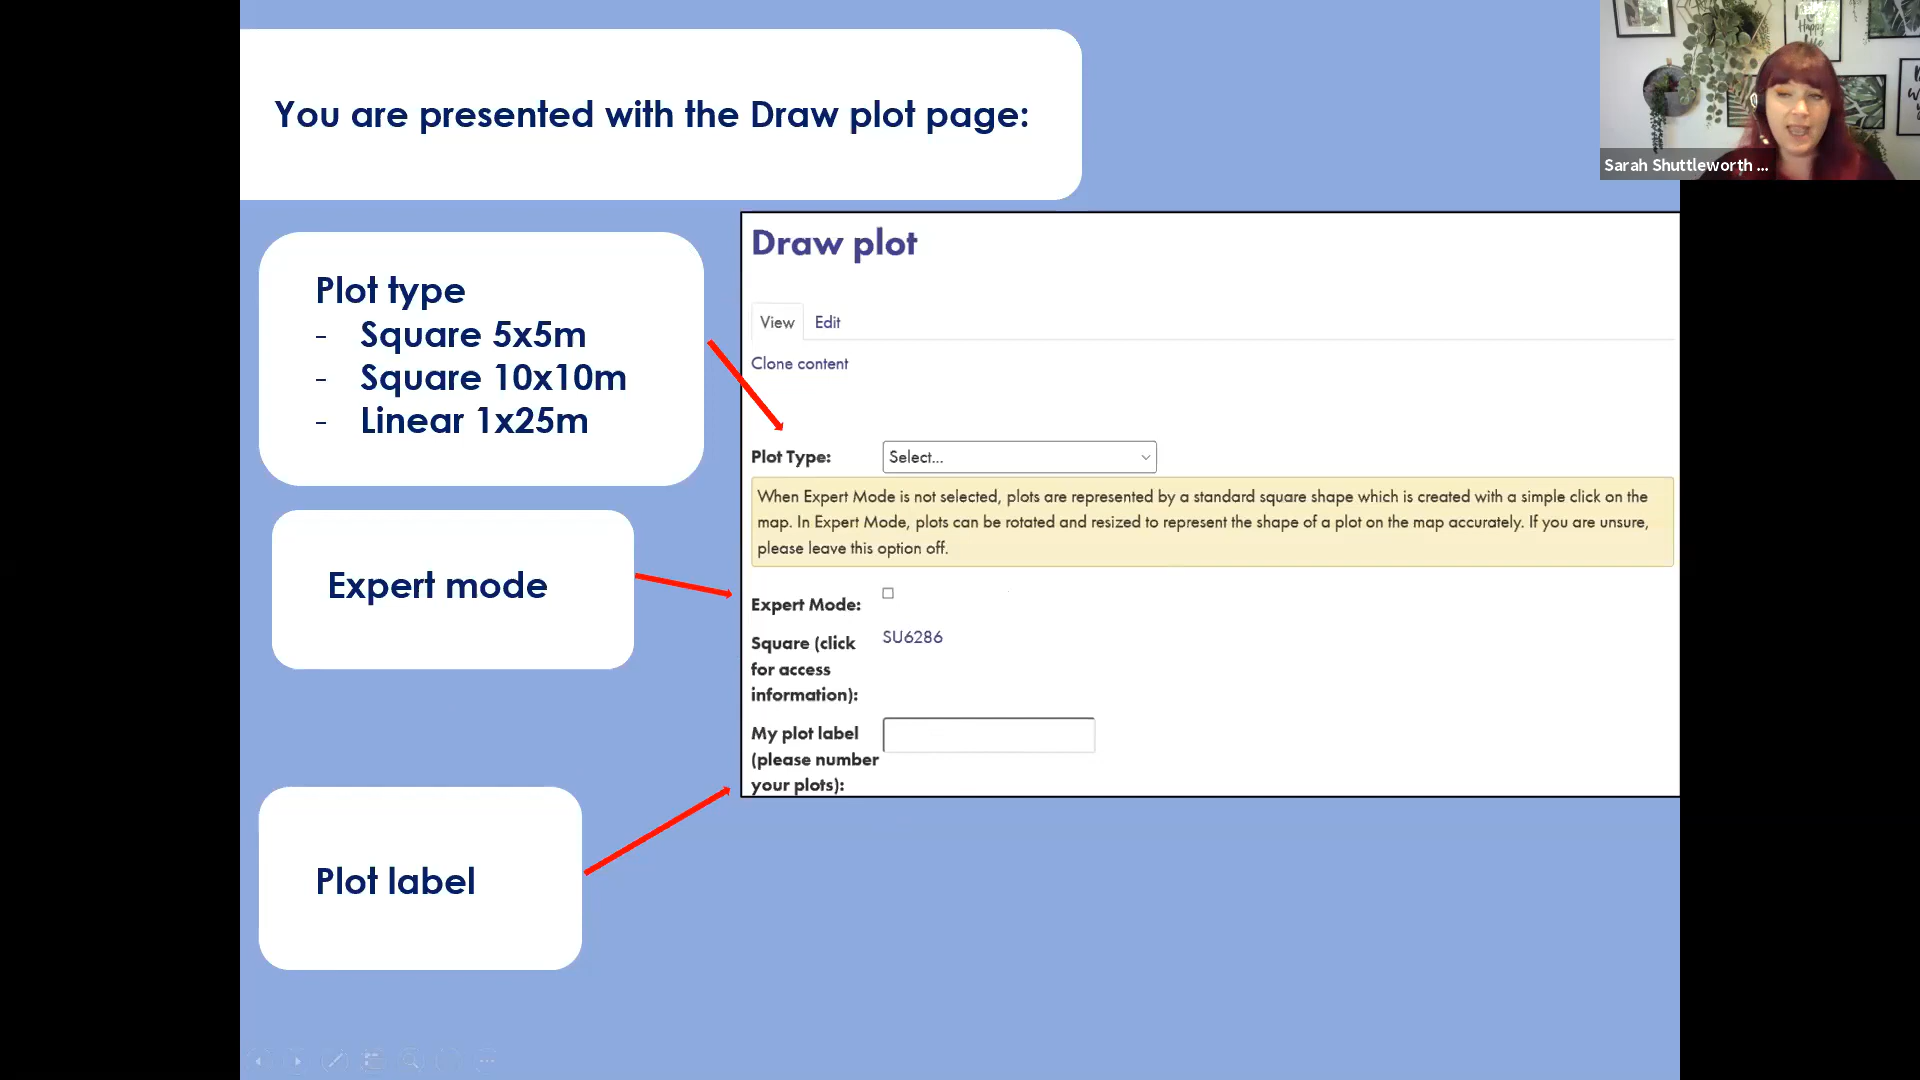 You are presented with the Draw plot page:
Sarah Shuttleworth ...
Plot type
- Square 5x5m
- Square 10x10m
- Linear 1x25m
Expert mode
Plot label
Draw plot
View Edit
Clone content
Plot Type: Select...
When Expert Mode is not selected, plots are represented by a standard square shape which is created with a simple click on the
map. In Expert Mode, plots can be rotated and resized to represent the shape of a plot on the map accurately. If you are unsure,
please leave this option off.
Expert Mode:
Square (click SU6286
for access
information):
My plot label
(please number
your plots):